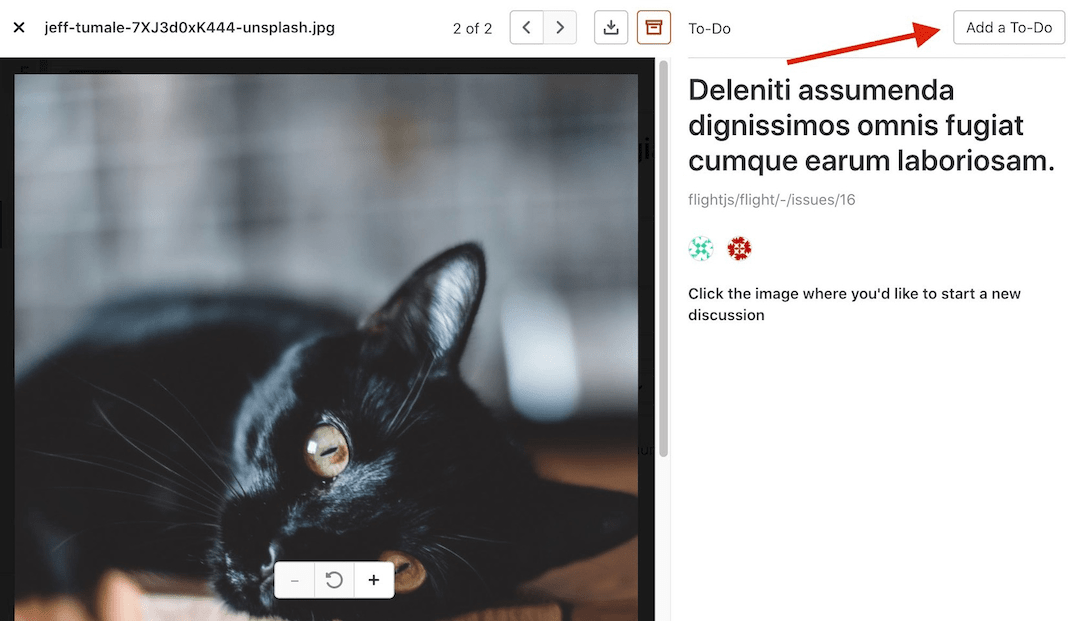 jeff-tumale-7XJ3d0xK444-unsplash.jpg
2 of 2
To-Do
Add a To-Do
Deleniti assumenda
dignissimos omnis fugiat
cumque earum laboriosam.
flightjs/flight/-/issues/16
Click the image where you'd like to start a new
discussion